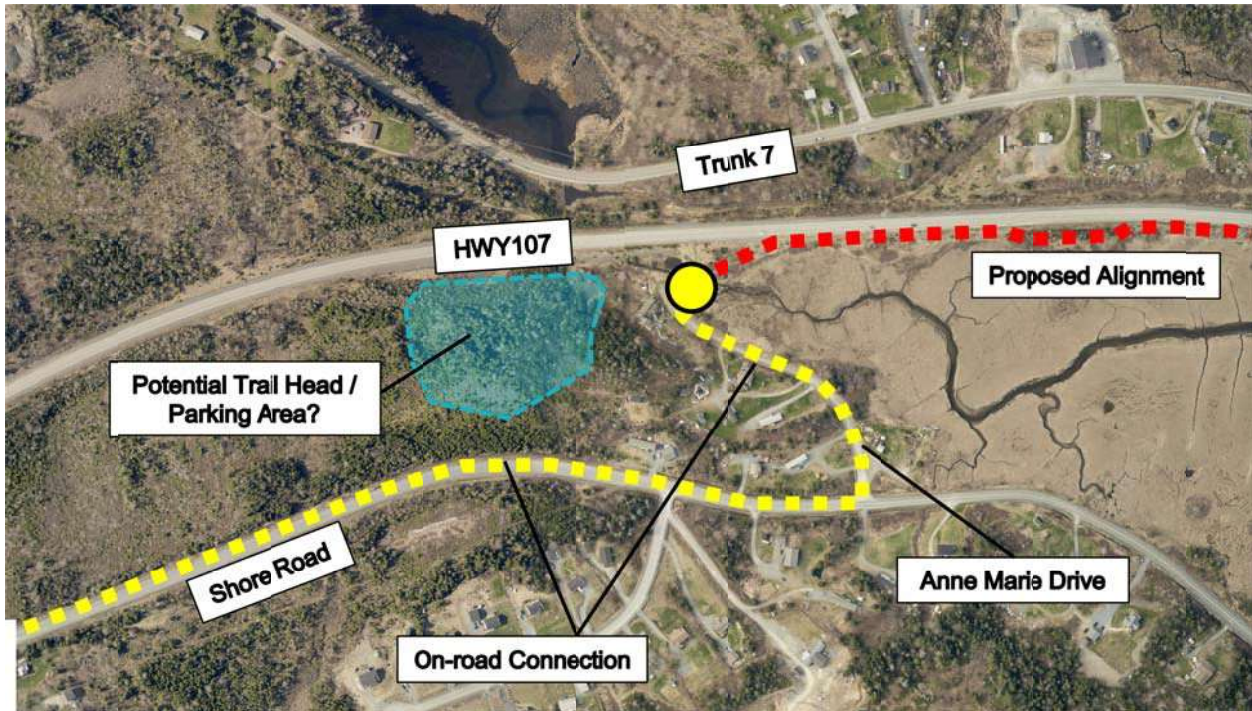 Trunk 7
HWY107
Proposed Alignment
Potential Trail Head /
Parking Area?
Shore Road
Anne Marie Drive
On-road Connection